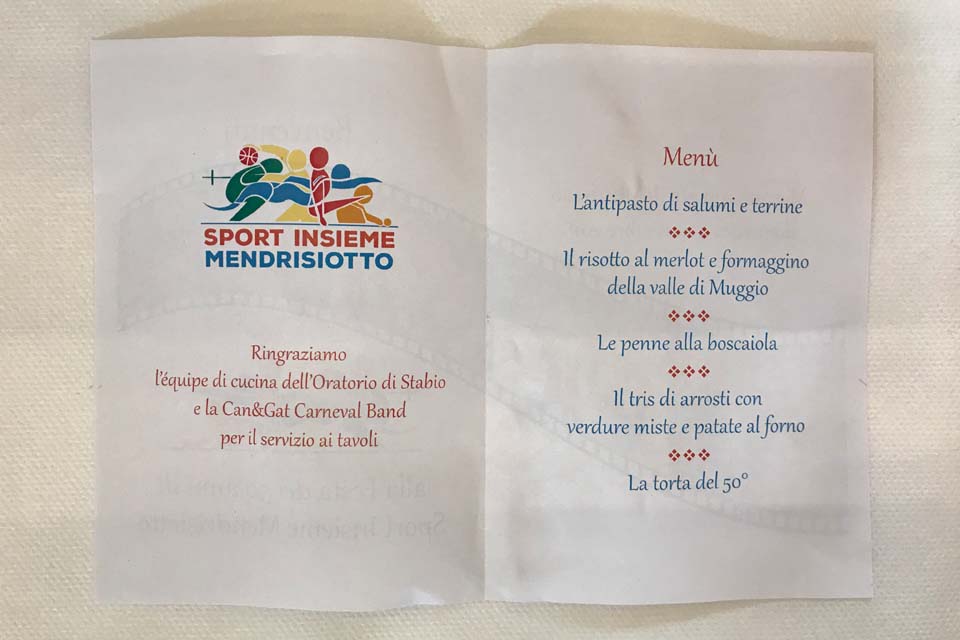 SPORT INSIEME
MENDRISIOTTO
Ringraziamo
l'équipe di cucina dell'Oratorio di Stabio
e la Can&Gat Carneval Band
per il servizio ai tavoli
Menù
L'antipasto di salumi e terrine
Il risotto al merlot e formaggino
della valle di Muggio
Le penne alla boscaiola
Il tris di arrosti con
verdure miste e patate al forno
La torta del 50°